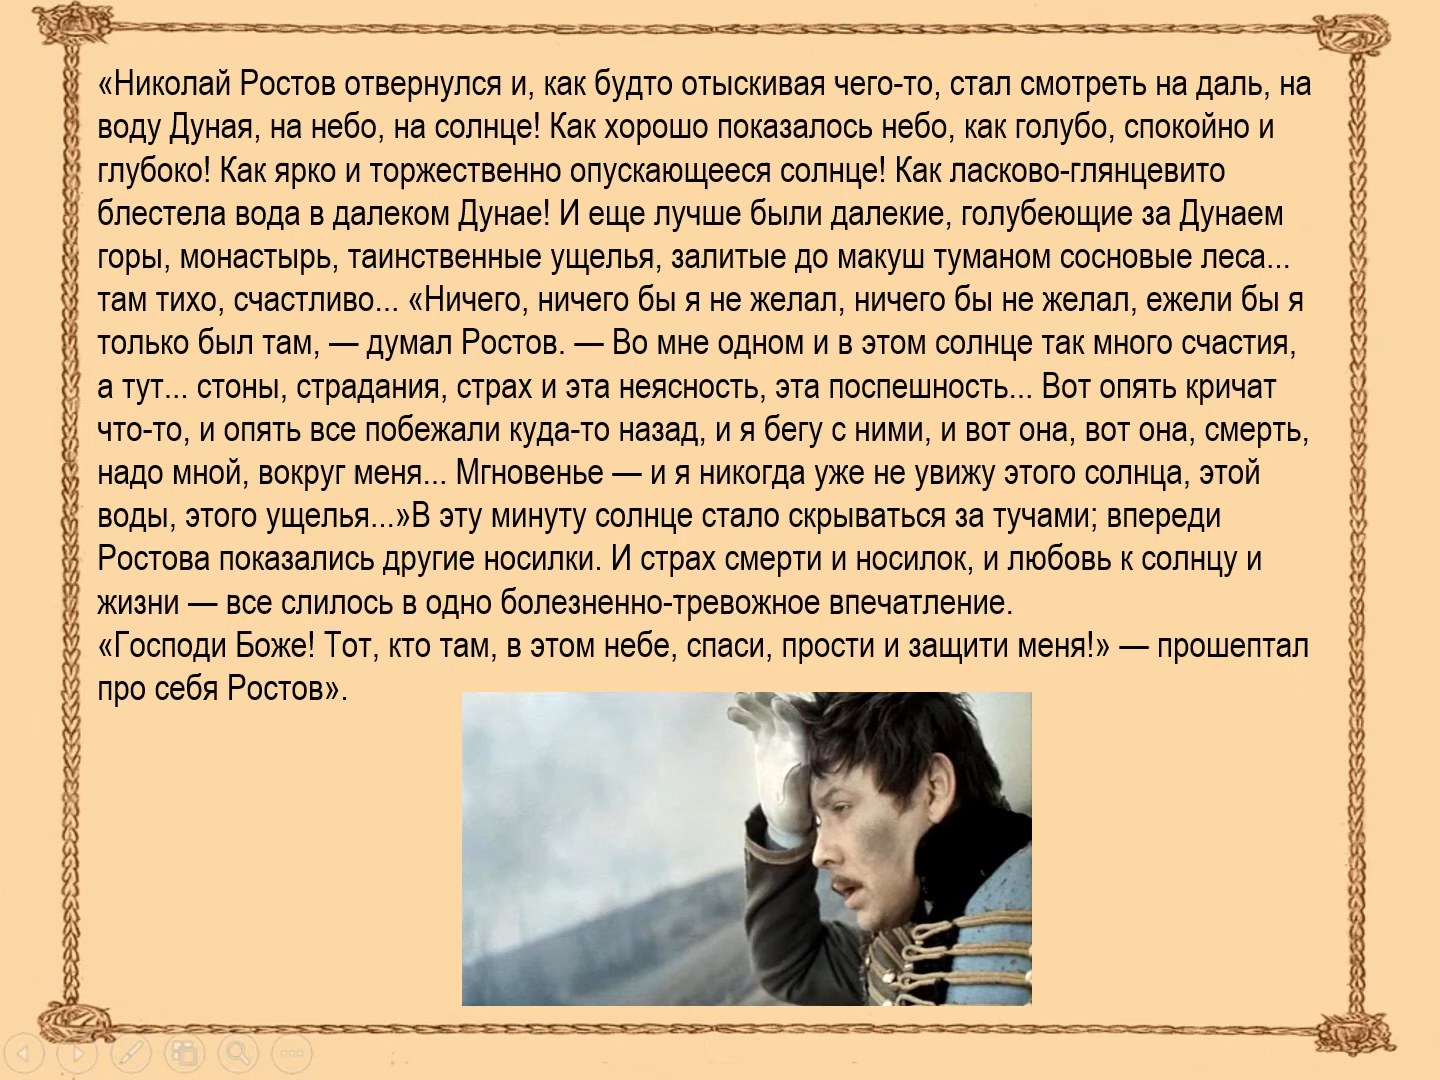 «Николай Ростов отвернулся и, как будто отыскивая чего-то, стал смотреть на даль, на
воду Дуная, на небо, на солнце! Как хорошо показалось небо, как голубо, спокойно и
глубоко! Как ярко и торжественно опускающееся солнце! Как ласково-глянцевито
блестела вода в далеком Дунае! И еще лучше были далекие, голубеющие за Дунаем
горы, монастырь, таинственные ущелья, залитые до макуш туманом сосновые леса...
там тихо, счастливо... «Ничего, ничего бы я не желал, ничего бы не желал, ежели бы я
только был там, — думал Ростов. — Во мне одном и в этом солнце так много счастия,
а тут... стоны, страдания, страх и эта неясность, эта поспешность... Вот опять кричат
что-то, и опять все побежали куда-то назад, и я бегу с ними, и вот она, вот она, смерть,
надо мной, вокруг меня... Мгновенье — и я никогда уже не увижу этого солнца, этой
воды, этого ущелья...»В эту минуту солнце стало скрываться за тучами; впереди
Ростова показались другие носилки. И страх смерти и носилок, и любовь к солнцу и
жизни — все слилось в одно болезненно-тревожное впечатление.
«Господи Боже! Тот, кто там, в этом небе, спаси, прости и защити меня!» — прошептал
про себя Ростов».